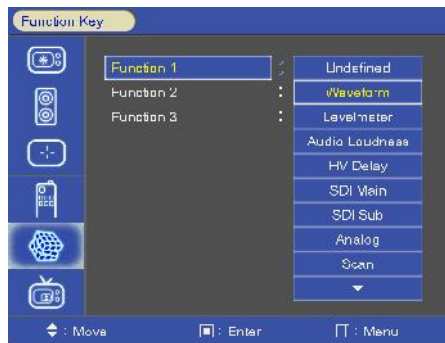 Function Key
Function 1 : Undefined
Function 2 : Waveform
Function 3 : Levelmeter
Audio Loudness
HV Delay
SDI Main
SDI Sub
Analog
Scan
: Move : Enter : Menu